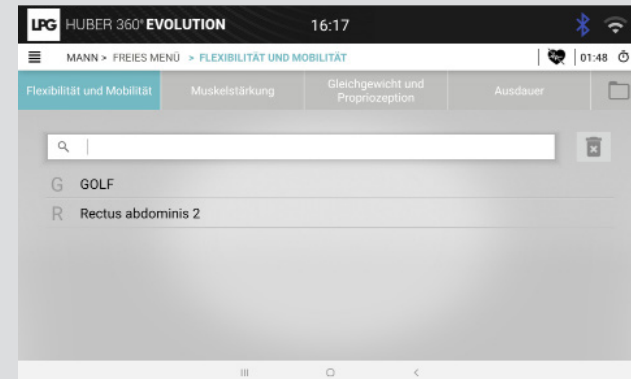 LPG HUBER 360° EVOLUTION 16:17
MANN > FREIES MENÜ > FLEXIBILITÄT UND MOBILITÄT 01:48
Flexibilität und Mobilität Muskelstärkung Gleichgewicht und Propriozeption Ausdauer
G GOLF
R Rectus abdominis 2